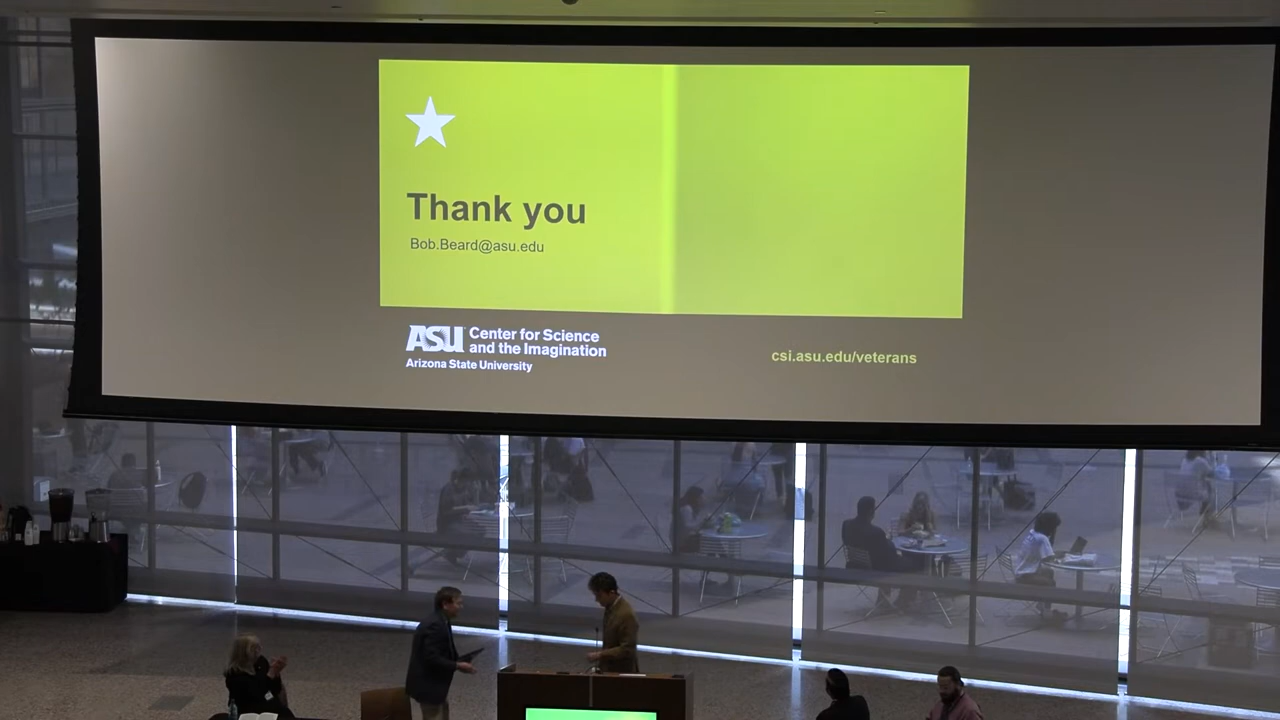 Thank you
Bob.Beard@asu.edu
ASU Center for Science
and the Imagination
Arizona State University
csi.asu.edu/veterans